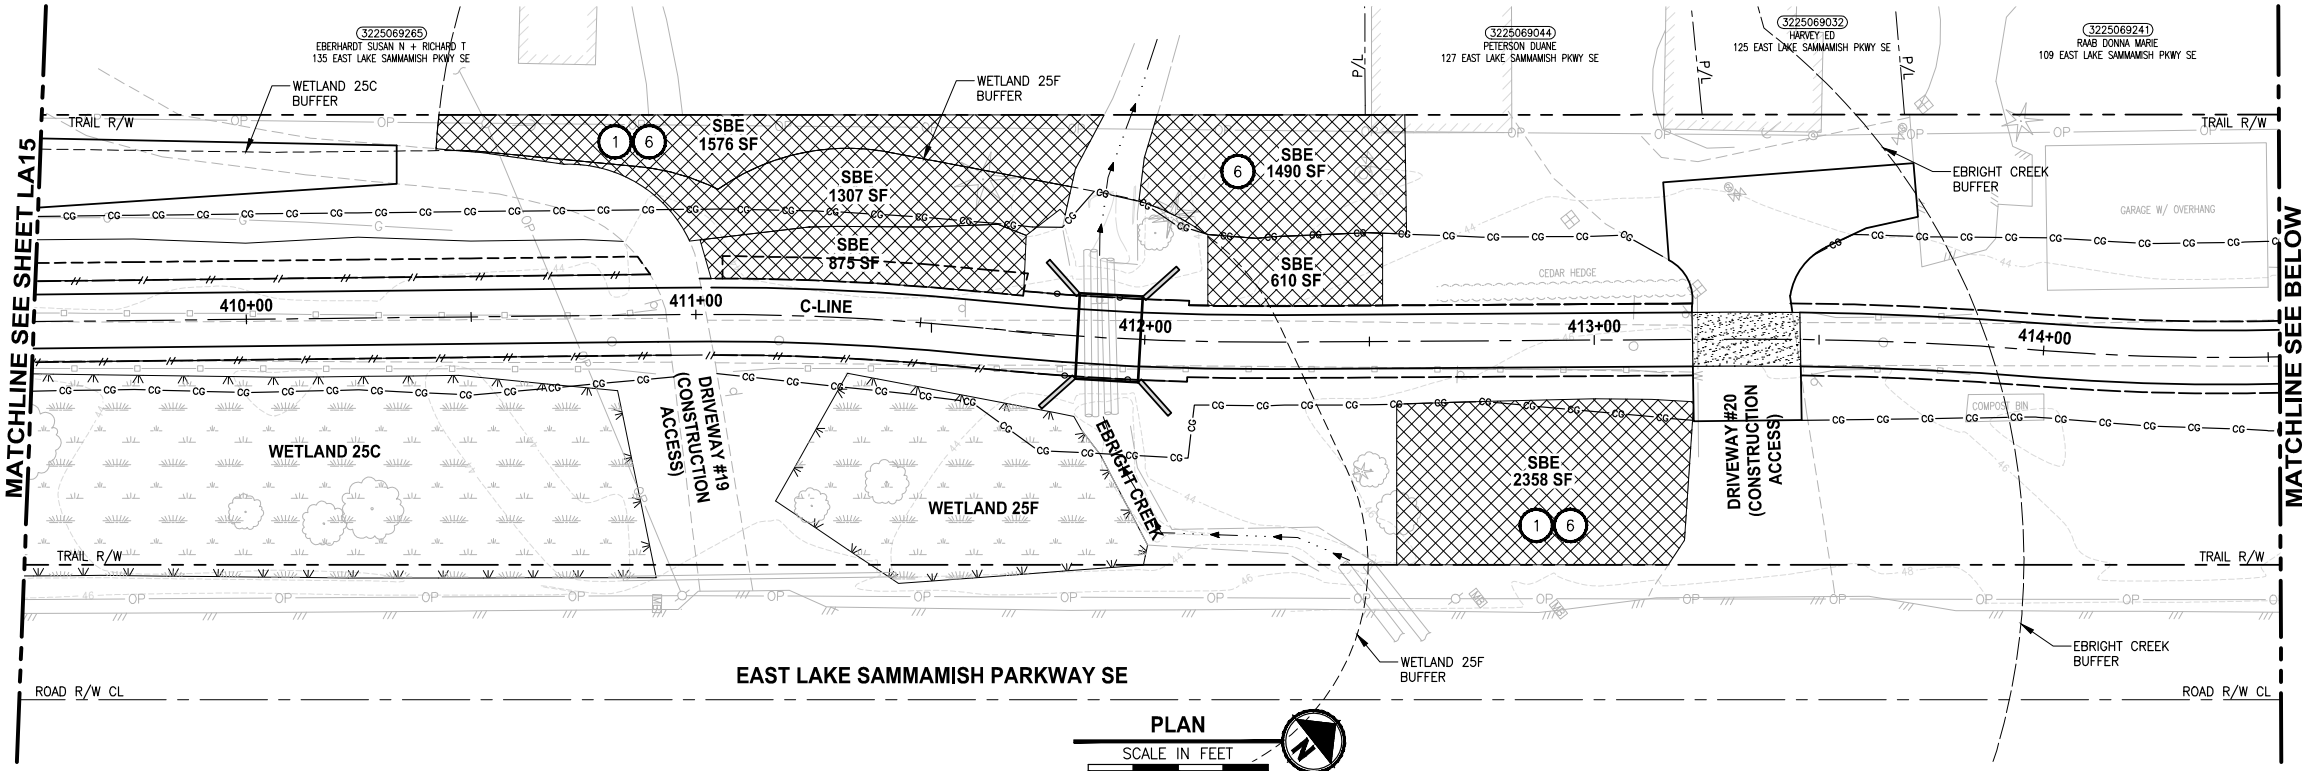 3225069265
EBERHARDT SUSAN N + RICHARD T
135 EAST LAKE SAMMAMISH PKWY SE
WETLAND 25C
BUFFER
WETLAND 25F
BUFFER
P/L
3225069044
PETERSON DUANE
127 EAST LAKE SAMMAMISH PKWY SE
P/L
3225069032
HARVEY ED
125 EAST LAKE SAMMAMISH PKWY SE
P/L
3225069241
RAAB DONNA MARIE
109 EAST LAKE SAMMAMISH PKWY SE
TRAIL R/W
TRAIL R/W
MATCHLINE SEE SHEET LA15
1 6
SBE
1576 SF
SBE
1307 SF
SBE
875 SF
6
SBE
1490 SF
SBE
610 SF
EBRIGHT CREEK
BUFFER
GARAGE W/ OVERHANG
CEDAR HEDGE
410+00
411+00
C-LINE
412+00
413+00
414+00
MATCHLINE SEE BELOW
WETLAND 25C
DRIVEWAY #19
(CONSTRUCTION
ACCESS)
WETLAND 25F
EBRIGHT CREEK
SBE
2358 SF
1 6
DRIVEWAY #20
(CONSTRUCTION
ACCESS)
COMPOST BIN
TRAIL R/W
TRAIL R/W
EAST LAKE SAMMAMISH PARKWAY SE
WETLAND 25F
BUFFER
EBRIGHT CREEK
BUFFER
ROAD R/W CL
ROAD R/W CL
PLAN
SCALE IN FEET
N